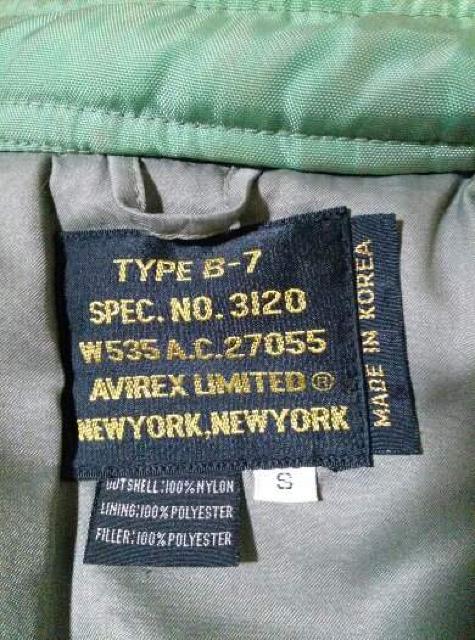 TYPE B-7
SPEC. NO. 3120
W535 A.C. 27055
AVIREX LIMITED ®
NEWYORK, NEWYORK
MADE IN KOREA
S
OUTSHELL: 100% NYLON
LINING: 100% POLYESTER
FILLER: 100% POLYESTER